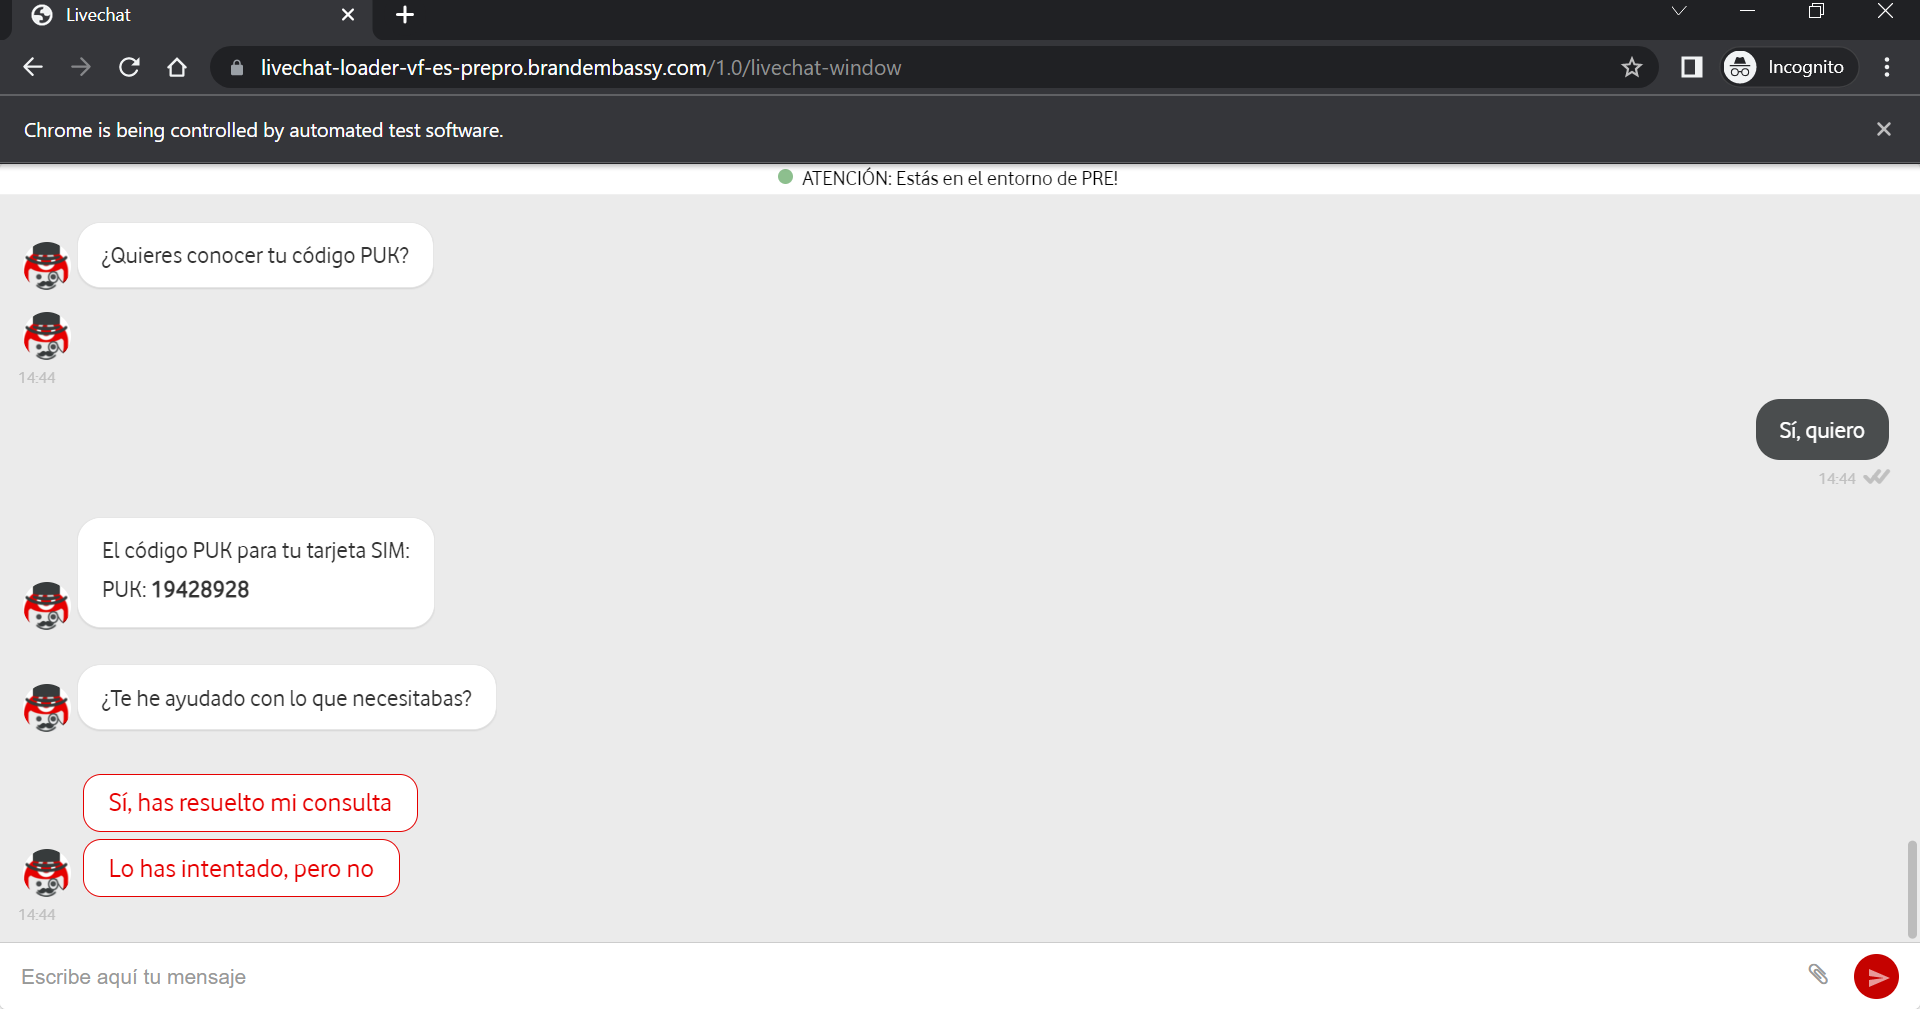 Livechat
livechat-loader-vf-es-prepro.brandembassy.com/1.0/livechat-window
Incognito
Chrome is being controlled by automated test software.
ATENCIÓN: Estás en el entorno de PRE!
¿Quieres conocer tu código PUK?
14:44
Sí, quiero
14:44
El código PUK para tu tarjeta SIM:
PUK: 19428928
¿Te he ayudado con lo que necesitabas?
Sí, has resuelto mi consulta
Lo has intentado, pero no
14:44
Escribe aquí tu mensaje